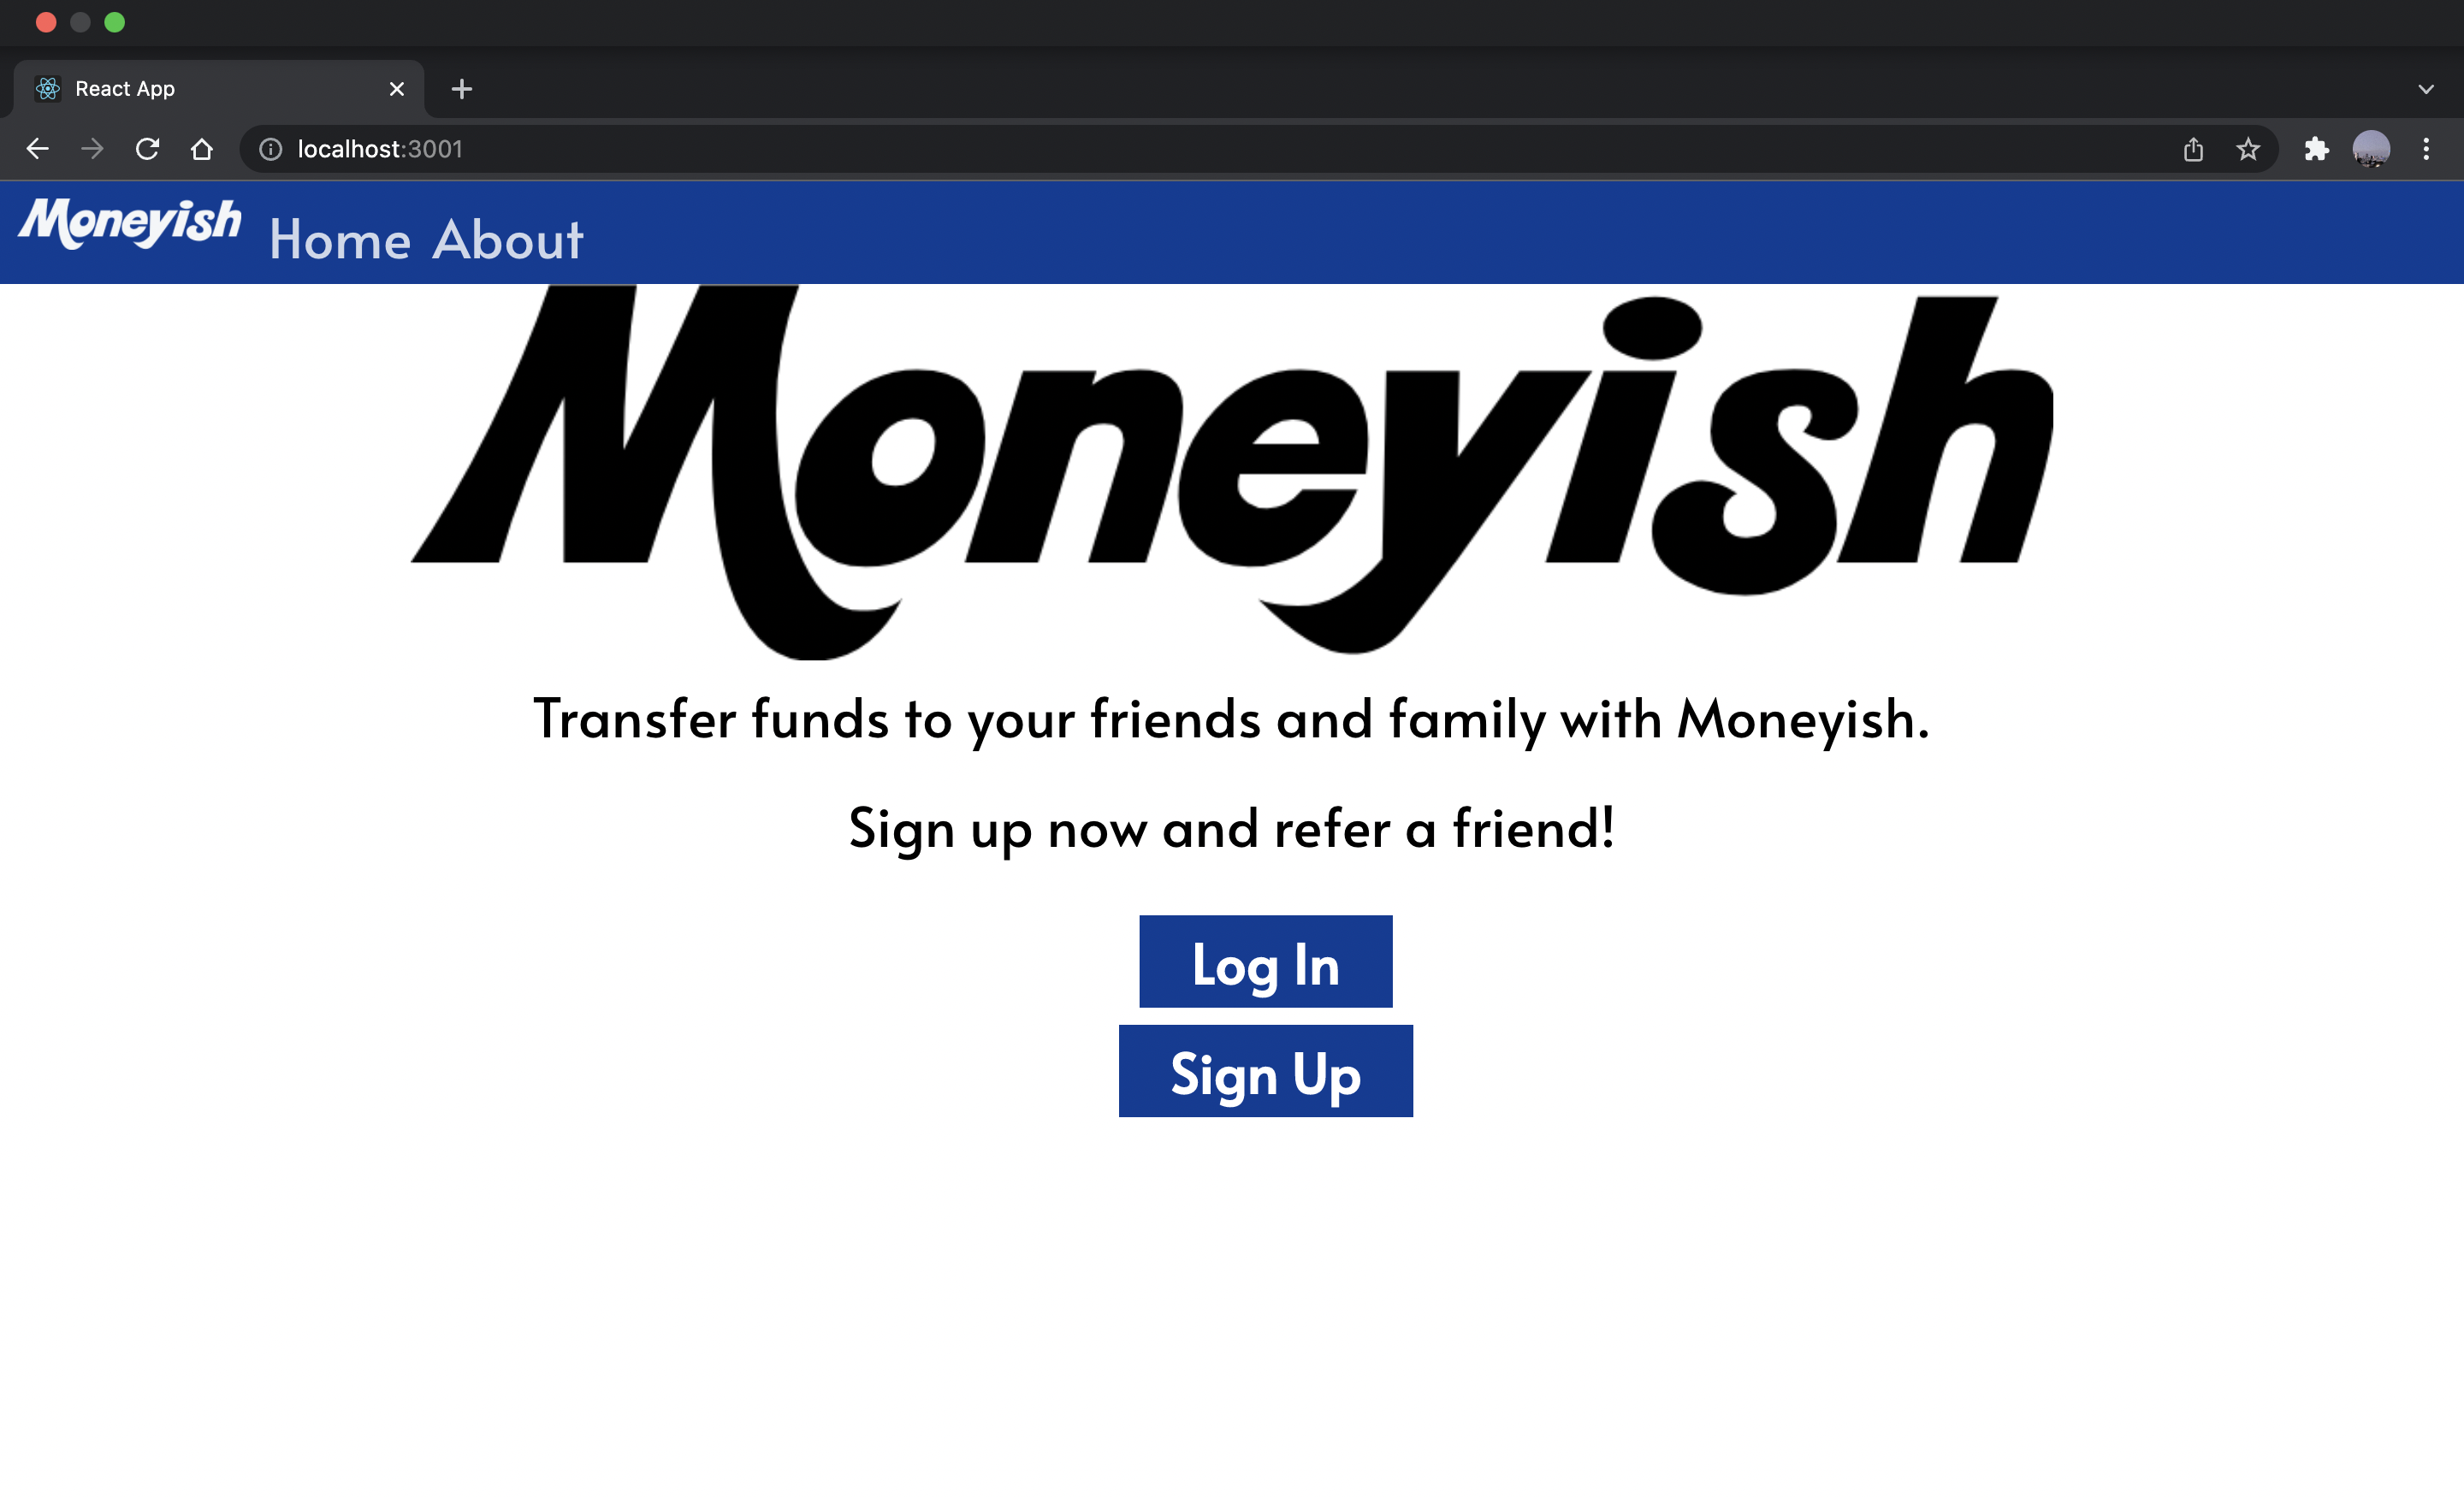 React App
localhost:3001
Moneyish Home About
Moneyish
Transfer funds to your friends and family with Moneyish.
Sign up now and refer a friend!
Log In
Sign Up